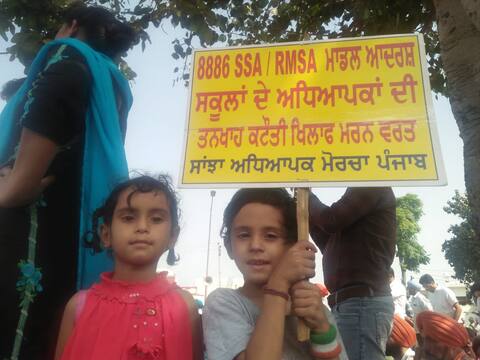 8886 SSA / RMSA ਮਾਡਲ ਆਦਰਸ਼
ਸਕੂਲਾਂ ਦੇ ਅਧਿਆਪਕਾਂ ਦੀ
ਤਨਖਾਹ ਕਟੌਤੀ ਖਿਲਾਫ ਮਰਨ ਵਰਤ
ਸਾਂਝਾ ਅਧਿਆਪਕ ਮੋਰਚਾ ਪੰਜਾਬ